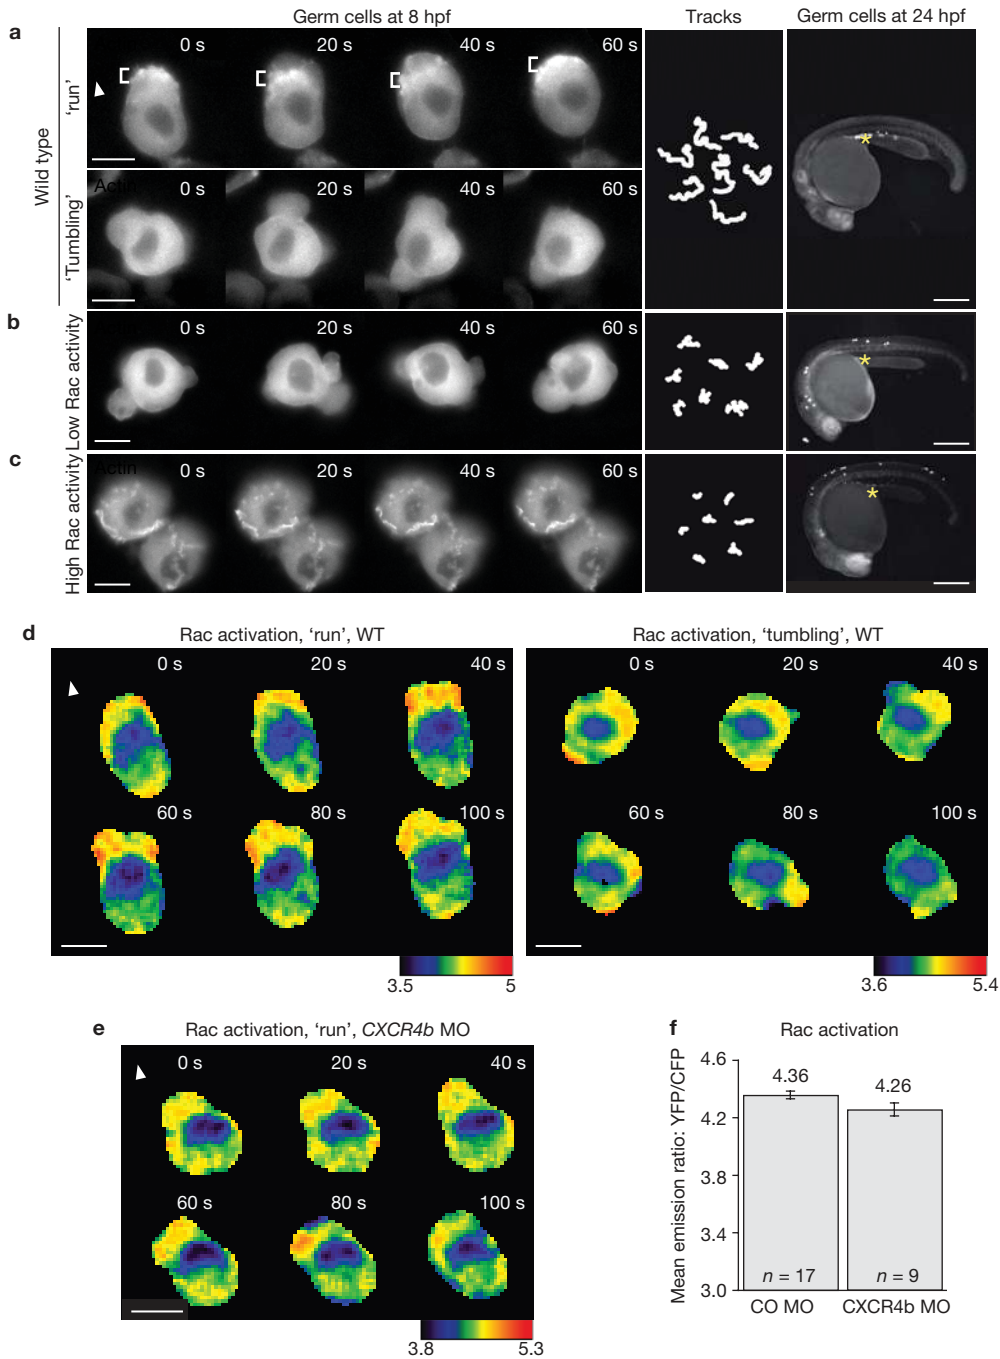 Germ cells at 8 hpf
Tracks
Germ cells at 24 hpf
a
Wild type
'run'
0 s
20 s
40 s
60 s
'Tumbling'
Actin
0 s
20 s
40 s
60 s
*
b
Low Rac activity
0 s
20 s
40 s
60 s
*
c
High Rac activity
Actin
0 s
20 s
40 s
60 s
*
d
Rac activation, 'run', WT
0 s
20 s
40 s
60 s
80 s
100 s
3.5
5
Rac activation, 'tumbling', WT
0 s
20 s
40 s
60 s
80 s
100 s
3.6
5.4
e
Rac activation, 'run', CXCR4b MO
0 s
20 s
40 s
60 s
80 s
100 s
3.8
5.3
f
Rac activation
Mean emission ratio: YFP/CFP
4.6
4.2
3.8
3.4
3.0
4.36
4.26
n = 17
n = 9
CO MO
CXCR4b MO